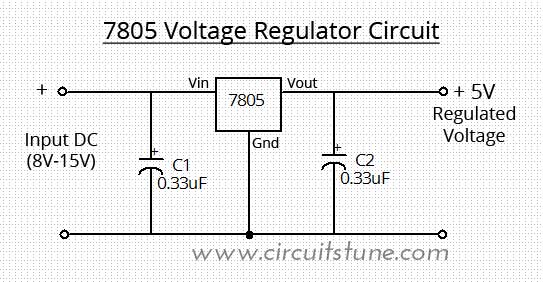 7805 Voltage Regulator Circuit
+
Vin
7805
Vout
+ 5V
Regulated
Voltage
Input DC
(8V-15V)
Gnd
+
C1
0.33uF
+
C2
0.33uF
www.circuitstune.com